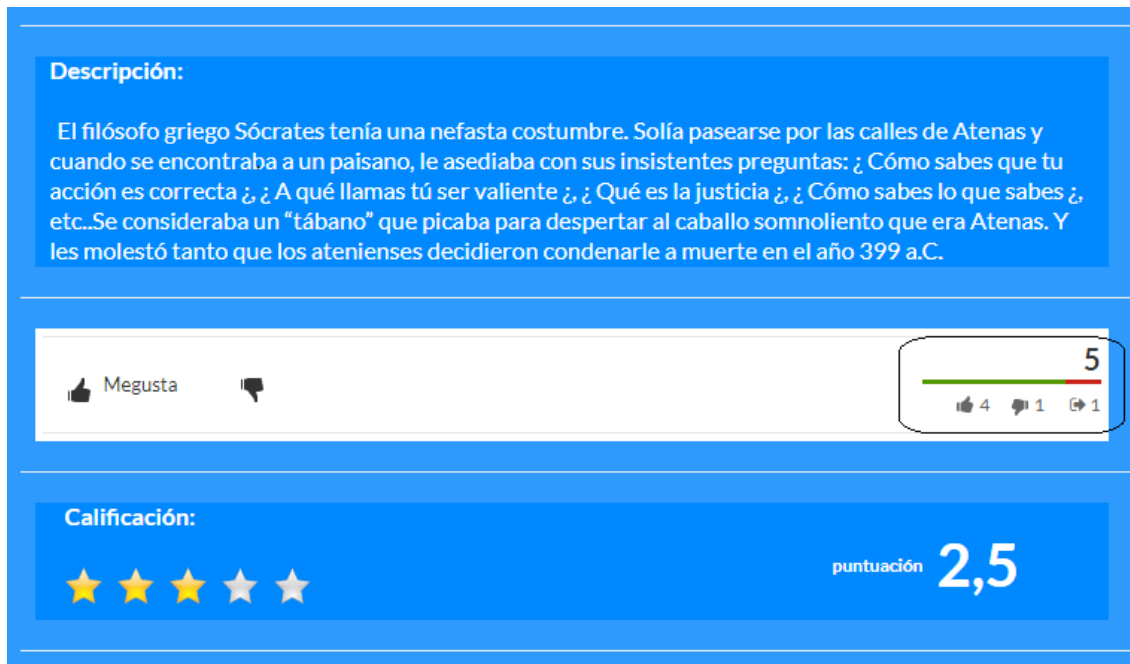 Descripción:
El filósofo griego Sócrates tenía una nefasta costumbre. Solía pasearse por las calles de Atenas y
cuando se encontraba a un paisano, le asediaba con sus insistentes preguntas: ¿ Cómo sabes que tu
acción es correcta ¿, ¿ A qué llamas tú ser valiente ¿, ¿ Qué es la justicia ¿, ¿ Cómo sabes lo que sabes ¿,
etc..Se consideraba un “tábano” que picaba para despertar al caballo somnoliento que era Atenas. Y
les molestó tanto que los atenienses decidieron condenarle a muerte en el año 399 a.C.
Megusta
5
4 1 1
Calificación:
puntuación 2,5